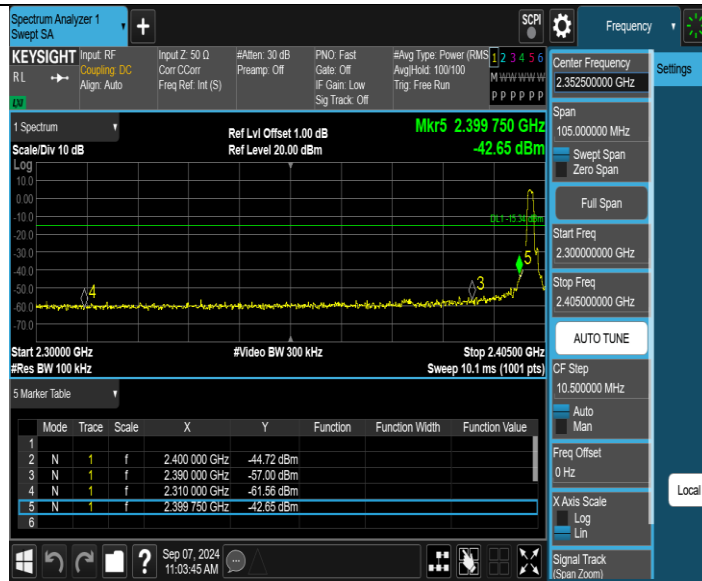 Spectrum Analyzer 1
Swept SA
+
SCPI
Frequency
KEYSIGHT
RL
LXI
Input: RF
Coupling: DC
Align: Auto
Input Z: 50 Ω
Corr CCorr
Freq Ref: Int (S)
#Atten: 30 dB
Preamp: Off
PNO: Fast
Gate: Off
IF Gain: Low
Sig Track: Off
#Avg Type: Power (RMS
Avg|Hold: 100/100
Trig: Free Run
1 2 3 4 5 6
M W W W W W
P P P P P P
1 Spectrum
Scale/Div 10 dB
Ref Lvl Offset 1.00 dB
Ref Level 20.00 dBm
Mkr5 2.399 750 GHz
-42.65 dBm
Log
10.0
0.00
-10.0
-20.0
-30.0
-40.0
-50.0
-60.0
-70.0
DL1 -15.34 dBm
4
3
5
Start 2.30000 GHz
#Video BW 300 kHz
Stop 2.40500 GHz
#Res BW 100 kHz
Sweep 10.1 ms (1001 pts)
5 Marker Table
Mode Trace Scale X Y Function Function Width Function Value
1
2 N 1 f 2.400 000 GHz -44.72 dBm
3 N 1 f 2.390 000 GHz -57.00 dBm
4 N 1 f 2.310 000 GHz -61.56 dBm
5 N 1 f 2.399 750 GHz -42.65 dBm
6
?
Sep 07, 2024
11:03:45 AM
Center Frequency
2.352500000 GHz
Settings
Span
105.000000 MHz
Swept Span
Zero Span
Full Span
Start Freq
2.300000000 GHz
Stop Freq
2.405000000 GHz
AUTO TUNE
CF Step
10.500000 MHz
Auto
Man
Freq Offset
0 Hz
Local
X Axis Scale
Log
Lin
Signal Track
(Span Zoom)